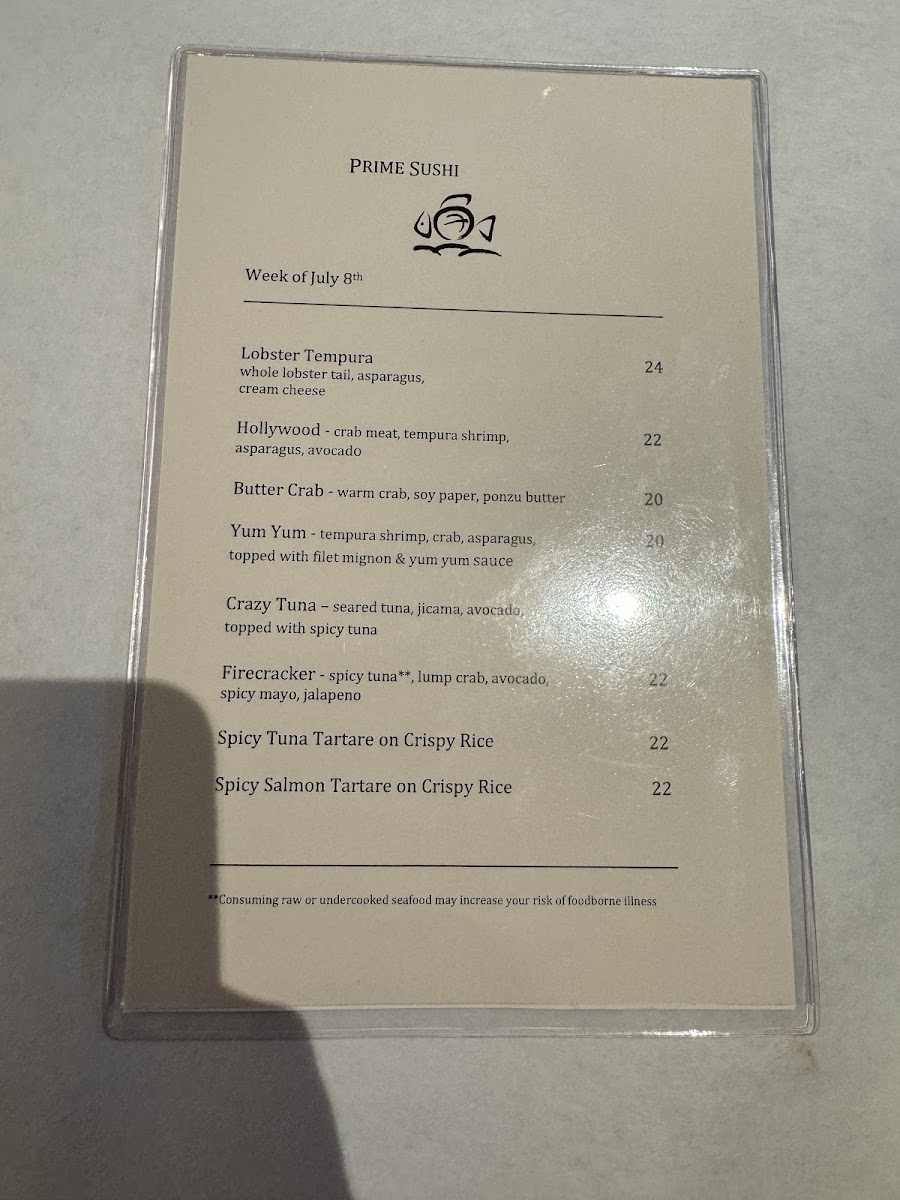 PRIME SUSHI
Week of July 8th
Lobster Tempura
whole lobster tail, asparagus,
cream cheese
24
Hollywood - crab meat, tempura shrimp,
asparagus, avocado
22
Butter Crab - warm crab, soy paper, ponzu butter
20
Yum Yum - tempura shrimp, crab, asparagus,
topped with filet mignon & yum yum sauce
20
Crazy Tuna – seared tuna, jicama, avocado,
topped with spicy tuna
Firecracker - spicy tuna**, lump crab, avocado,
spicy mayo, jalapeno
22
Spicy Tuna Tartare on Crispy Rice 22
Spicy Salmon Tartare on Crispy Rice 22
**Consuming raw or undercooked seafood may increase your risk of foodborne illness